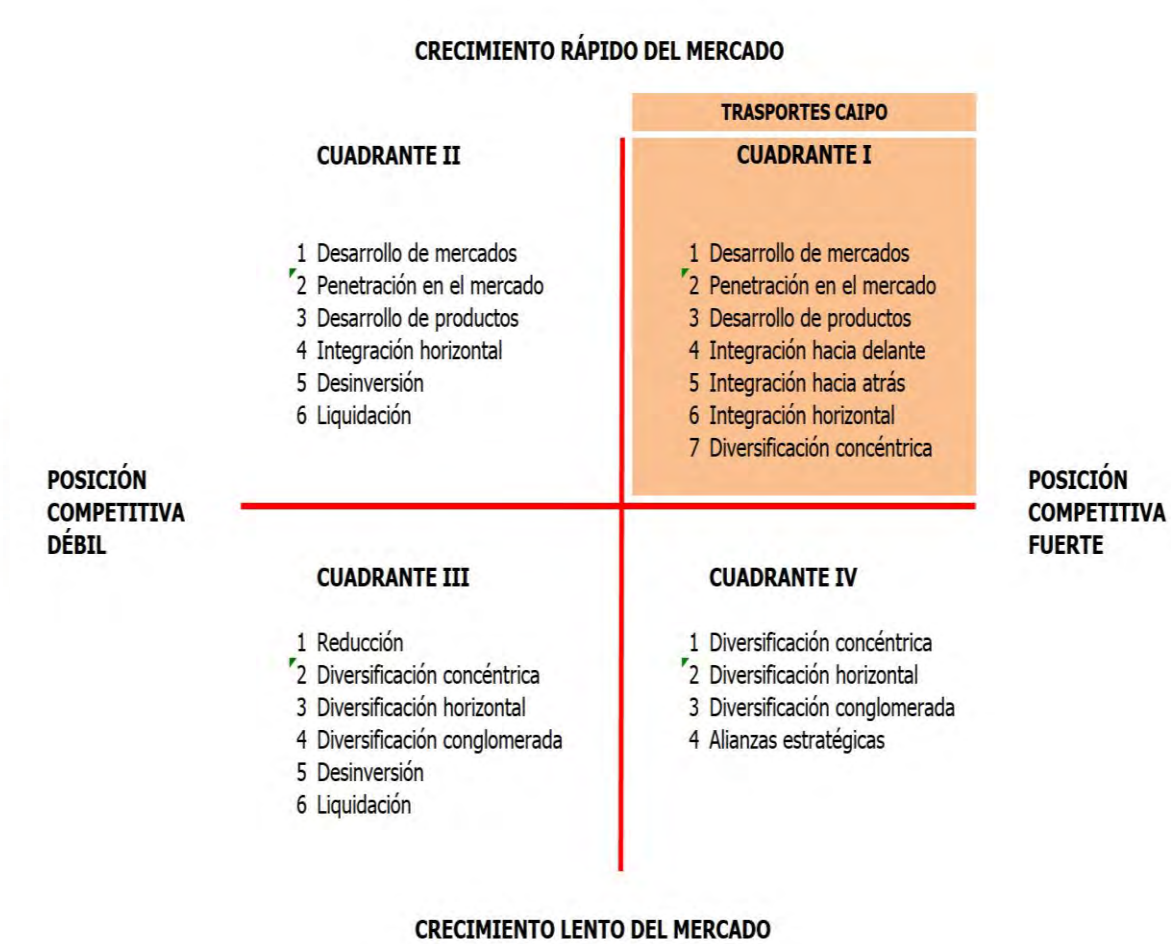 CRECIMIENTO RÁPIDO DEL MERCADO
TRASPORTES CAIPO
CUADRANTE II
1 Desarrollo de mercados
2 Penetración en el mercado
3 Desarrollo de productos
4 Integración horizontal
5 Desinversión
6 Liquidación
CUADRANTE I
1 Desarrollo de mercados
2 Penetración en el mercado
3 Desarrollo de productos
4 Integración hacia delante
5 Integración hacia atrás
6 Integración horizontal
7 Diversificación concéntrica
POSICIÓN
COMPETITIVA
DÉBIL
POSICIÓN
COMPETITIVA
FUERTE
CUADRANTE III
1 Reducción
2 Diversificación concéntrica
3 Diversificación horizontal
4 Diversificación conglomerada
5 Desinversión
6 Liquidación
CUADRANTE IV
1 Diversificación concéntrica
2 Diversificación horizontal
3 Diversificación conglomerada
4 Alianzas estratégicas
CRECIMIENTO LENTO DEL MERCADO